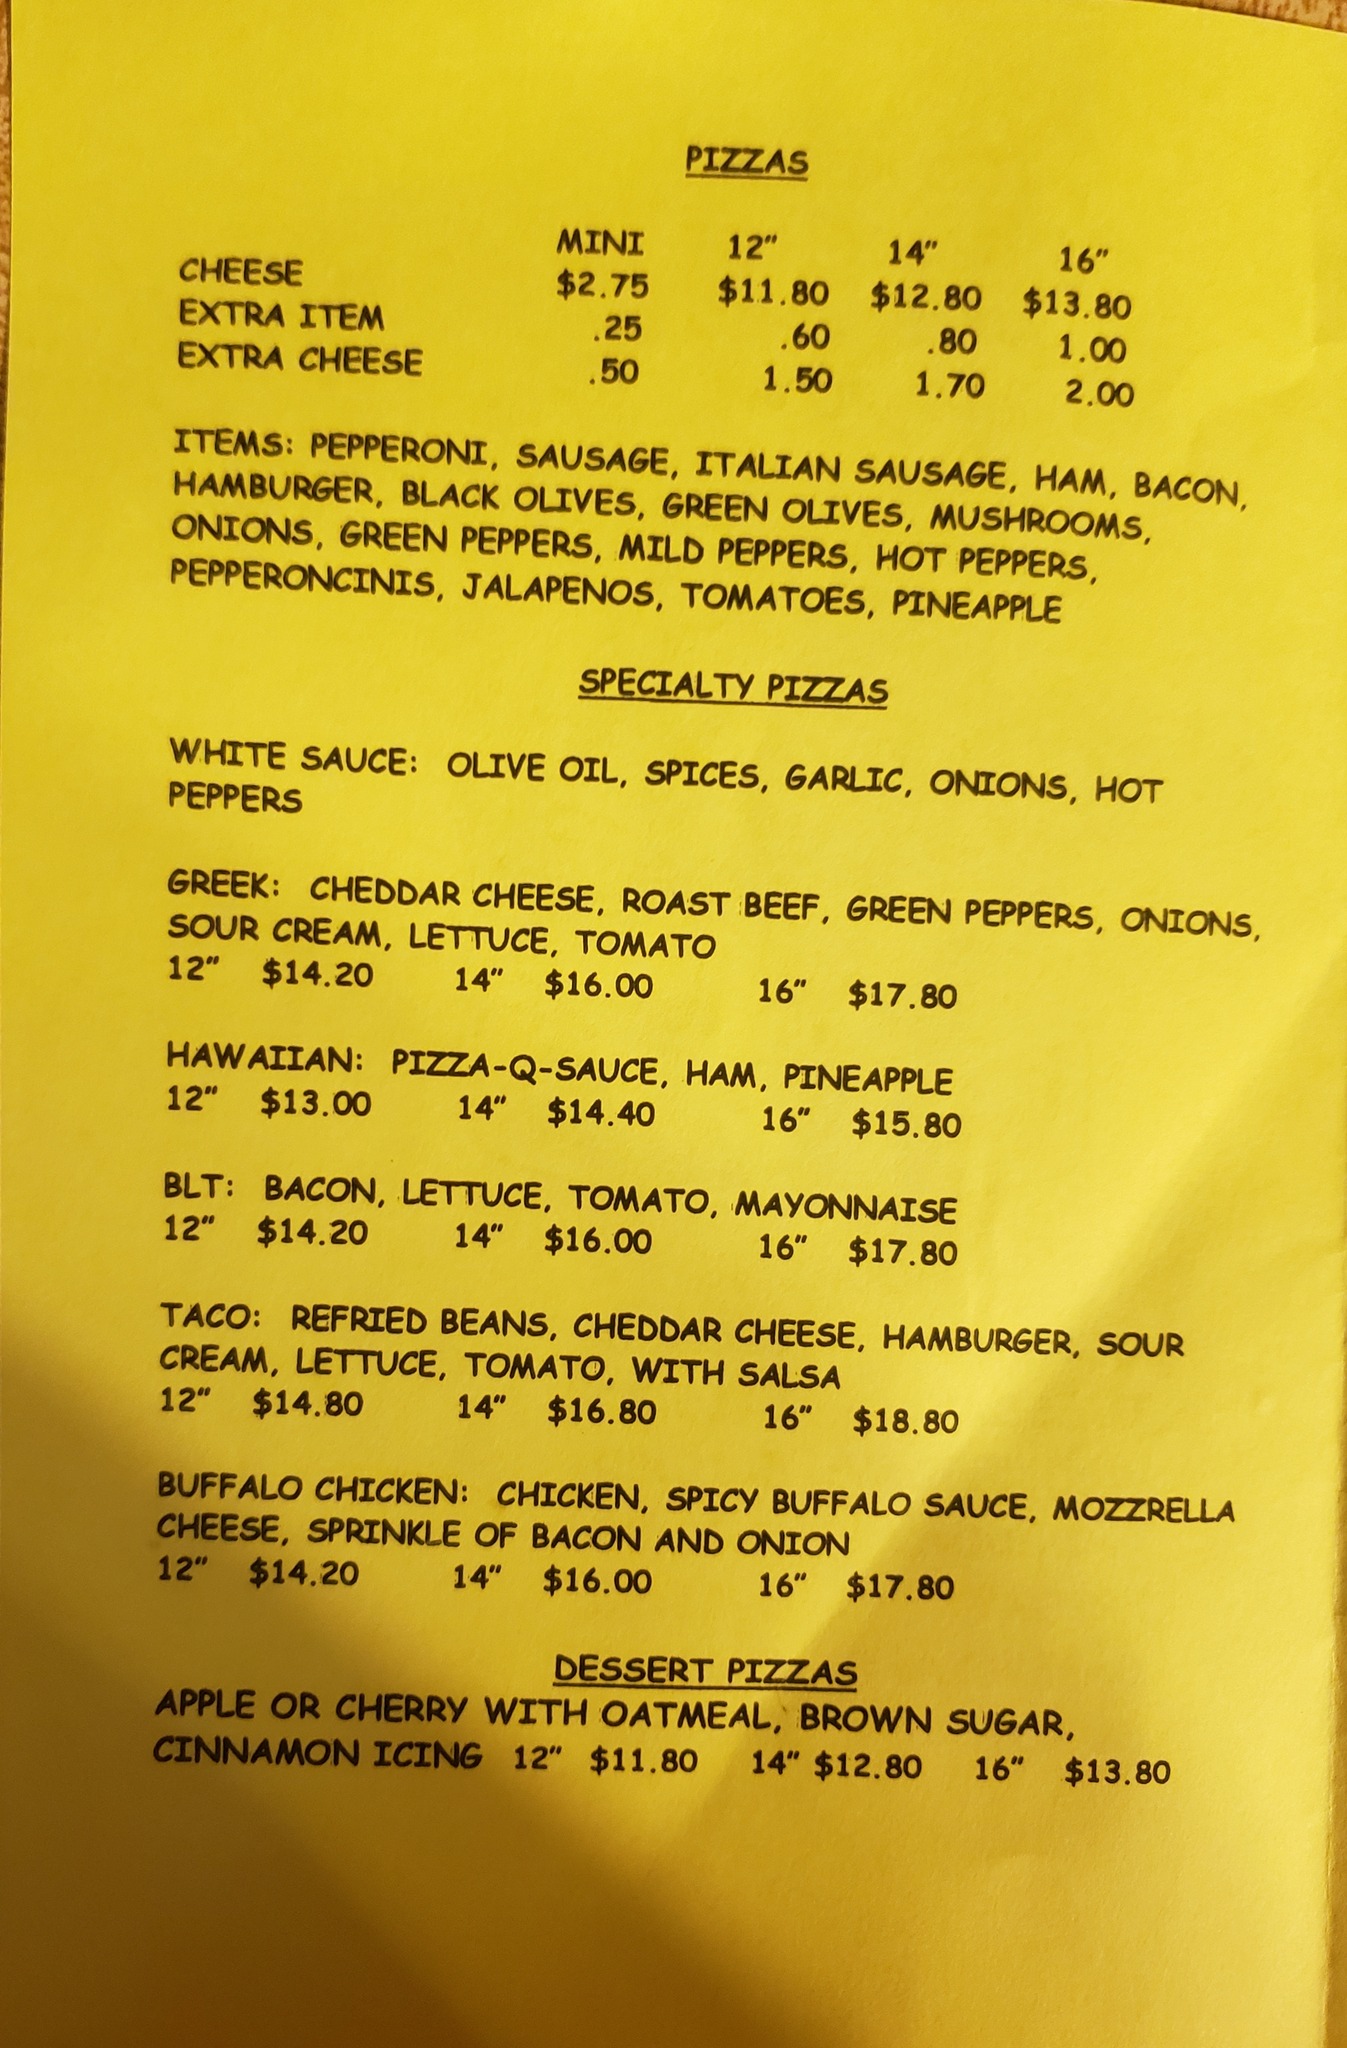 PIZZAS
MINI 12" 14" 16"
CHEESE $2.75 $11.80 $12.80 $13.80
EXTRA ITEM .25 .60 .80 1.00
EXTRA CHEESE .50 1.50 1.70 2.00
ITEMS: PEPPERONI, SAUSAGE, ITALIAN SAUSAGE, HAM, BACON,
HAMBURGER, BLACK OLIVES, GREEN OLIVES, MUSHROOMS,
ONIONS, GREEN PEPPERS, MILD PEPPERS, HOT PEPPERS,
PEPPERONCINIS, JALAPENOS, TOMATOES, PINEAPPLE
SPECIALTY PIZZAS
WHITE SAUCE: OLIVE OIL, SPICES, GARLIC, ONIONS, HOT
PEPPERS
GREEK: CHEDDAR CHEESE, ROAST BEEF, GREEN PEPPERS, ONIONS,
SOUR CREAM, LETTUCE, TOMATO
12" $14.20 14" $16.00 16" $17.80
HAWAIIAN: PIZZA-Q-SAUCE, HAM, PINEAPPLE
12" $13.00 14" $14.40 16" $15.80
BLT: BACON, LETTUCE, TOMATO, MAYONNAISE
12" $14.20 14" $16.00 16" $17.80
TACO: REFRIED BEANS, CHEDDAR CHEESE, HAMBURGER, SOUR
CREAM, LETTUCE, TOMATO, WITH SALSA
12" $14.80 14" $16.80 16" $18.80
BUFFALO CHICKEN: CHICKEN, SPICY BUFFALO SAUCE, MOZZRELLA
CHEESE, SPRINKLE OF BACON AND ONION
12" $14.20 14" $16.00 16" $17.80
DESSERT PIZZAS
APPLE OR CHERRY WITH OATMEAL, BROWN SUGAR,
CINNAMON ICING 12" $11.80 14" $12.80 16" $13.80